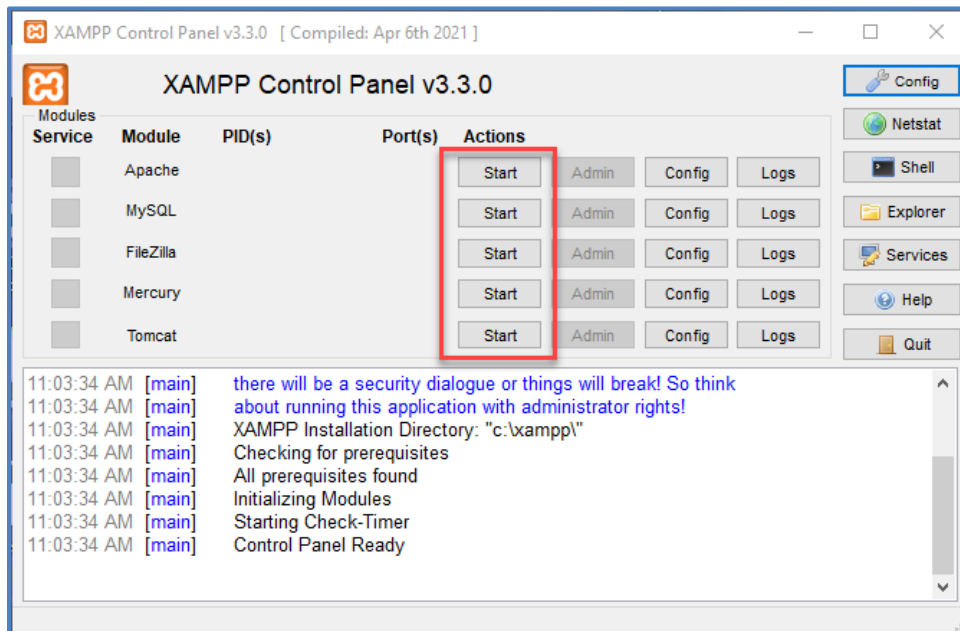 XAMPP Control Panel v3.3.0 [ Compiled: Apr 6th 2021 ]
XAMPP Control Panel v3.3.0
Config
Modules
Service Module PID(s) Port(s) Actions
Netstat
Apache Start Admin Config Logs
Shell
MySQL Start Admin Config Logs
Explorer
FileZilla Start Admin Config Logs
Services
Mercury Start Admin Config Logs
Help
Tomcat Start Admin Config Logs
Quit
11:03:34 AM [main] there will be a security dialogue or things will break! So think
11:03:34 AM [main] about running this application with administrator rights!
11:03:34 AM [main] XAMPP Installation Directory: "c:\xampp\"
11:03:34 AM [main] Checking for prerequisites
11:03:34 AM [main] All prerequisites found
11:03:34 AM [main] Initializing Modules
11:03:34 AM [main] Starting Check-Timer
11:03:34 AM [main] Control Panel Ready